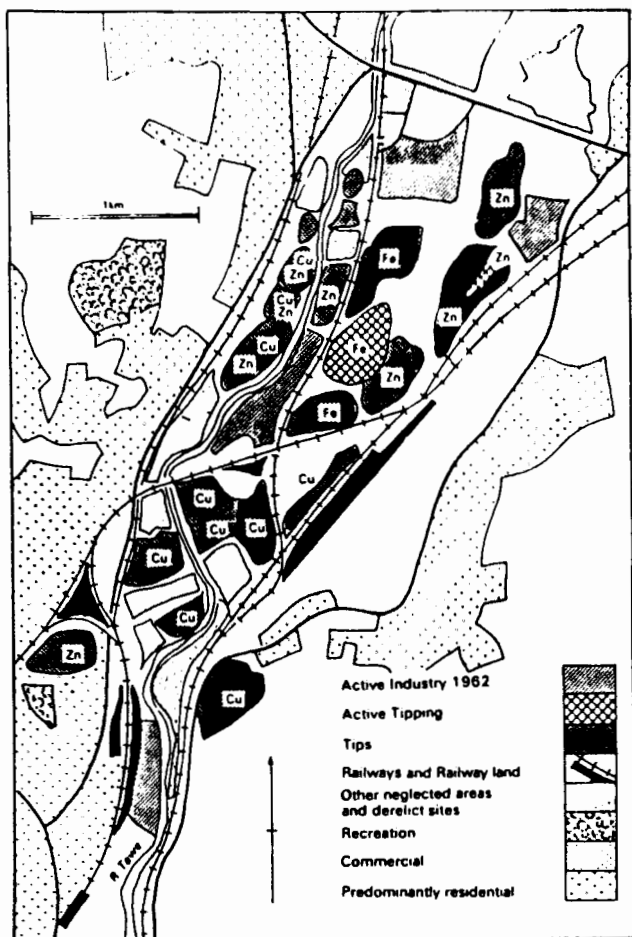 1km
Zn
Zn
Cu
Zn
Fe
Zn
Cu
Zn
Zn
Cu
Zn
Fe
Zn
Fe
Cu
Cu
Cu
Cu
Cu
Cu
Zn
Cu
R Tawe
Active Industry 1962
Active Tipping
Tips
Railways and Railway land
Other neglected areas
and derelict sites
Recreation
Commercial
Predominantly residential